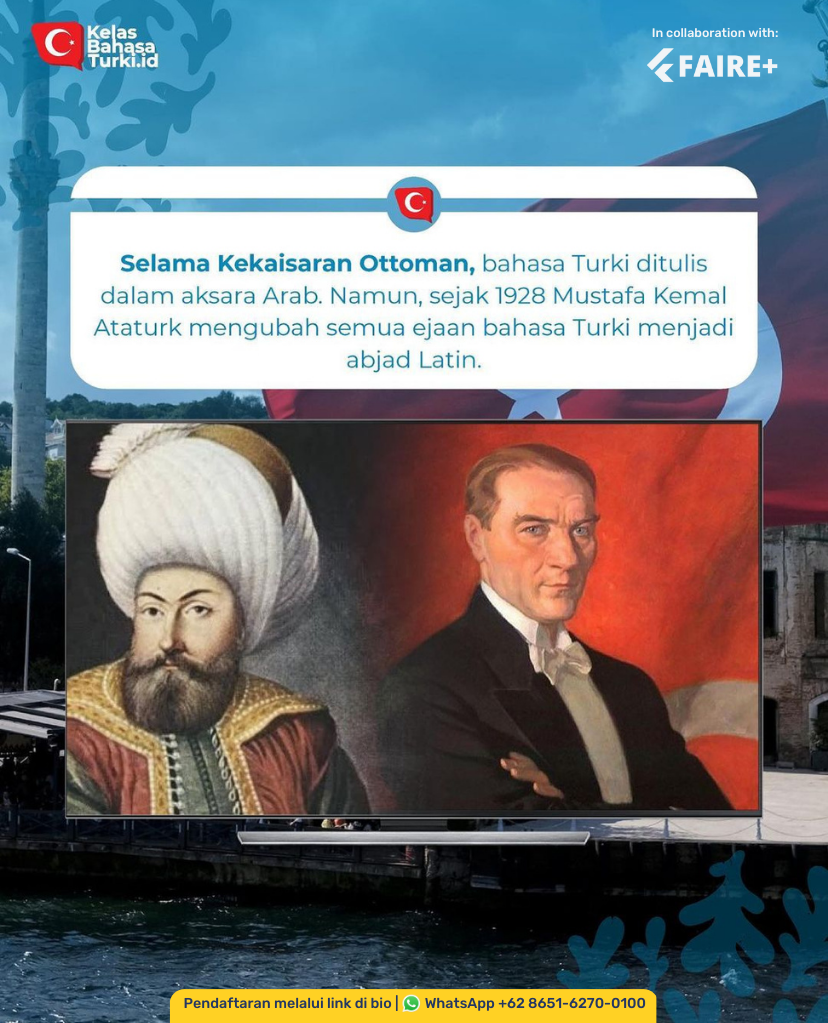 Kelas
Bahasa
Turki.id
In collaboration with:
FAIRE+
Selama Kekaisaran Ottoman, bahasa Turki ditulis
dalam aksara Arab. Namun, sejak 1928 Mustafa Kemal
Ataturk mengubah semua ejaan bahasa Turki menjadi
abjad Latin.
Pendaftaran melalui link di bio | WhatsApp +62 8651-6270-0100